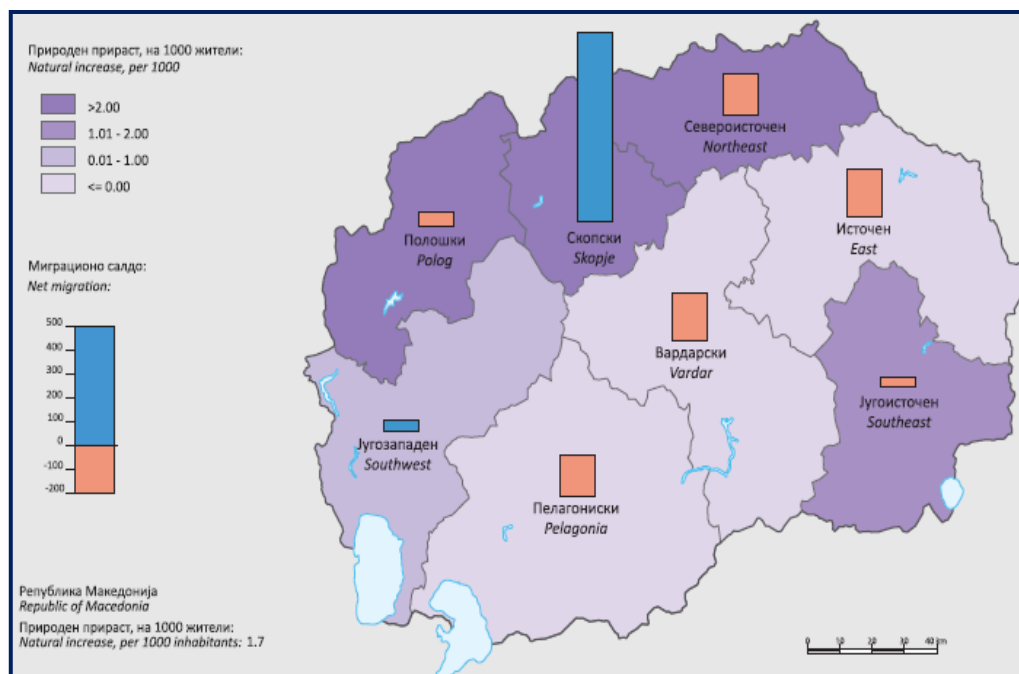 Природен прираст, на 1000 жители:
Natural increase, per 1000
>2.00
1.01 - 2.00
0.01 - 1.00
<= 0.00
Миграционо салдо:
Net migration:
500
400
300
200
100
0
-100
-200
Североисточен
Northeast
Полошки
Polog
Скопски
Skopje
Источен
East
Вардарски
Vardar
Југоисточен
Southeast
Југозападен
Southwest
Пелагониски
Pelagonia
Република Македонија
Republic of Macedonia
Природен прираст, на 1000 жители:
Natural increase, per 1000 inhabitants: 1.7
0 10 20 30 40 km